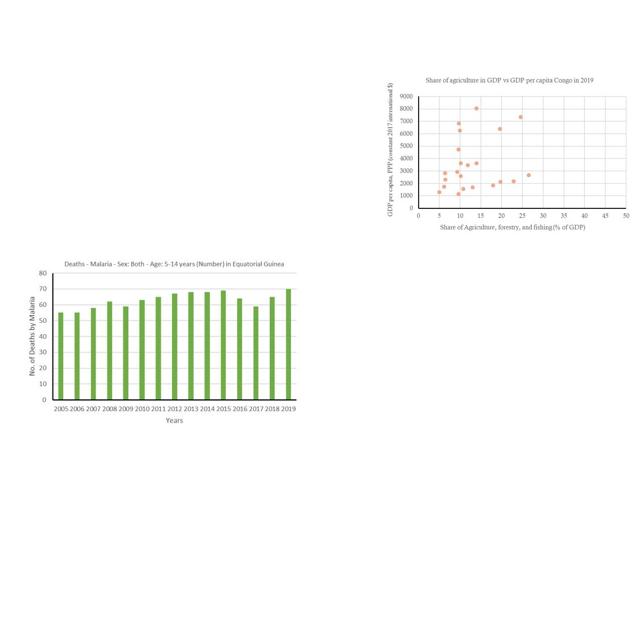 Share of agriculture in GDP vs GDP per capita Congo in 2019
GDP per capita, PPP (constant 2017 international $)
9000
8000
7000
6000
5000
4000
3000
2000
1000
0
0 5 10 15 20 25 30 35 40 45 50
Share of Agriculture, forestry, and fishing (% of GDP)
Deaths - Malaria - Sex: Both - Age: 5-14 years (Number) in Equatorial Guinea
No. of Deaths by Malaria
80
70
60
50
40
30
20
10
0
2005 2006 2007 2008 2009 2010 2011 2012 2013 2014 2015 2016 2017 2018 2019
Years